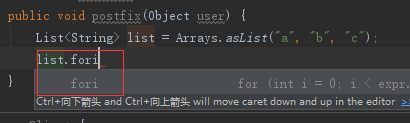 public void postfix(Object user) {
List<String> list = Arrays.asList("a", "b", "c");
list.fori
fori for (int i = 0; i < expr.
}
Ctrl+向下箭头 and Ctrl+向上箭头 will move caret down and up in the editor >>